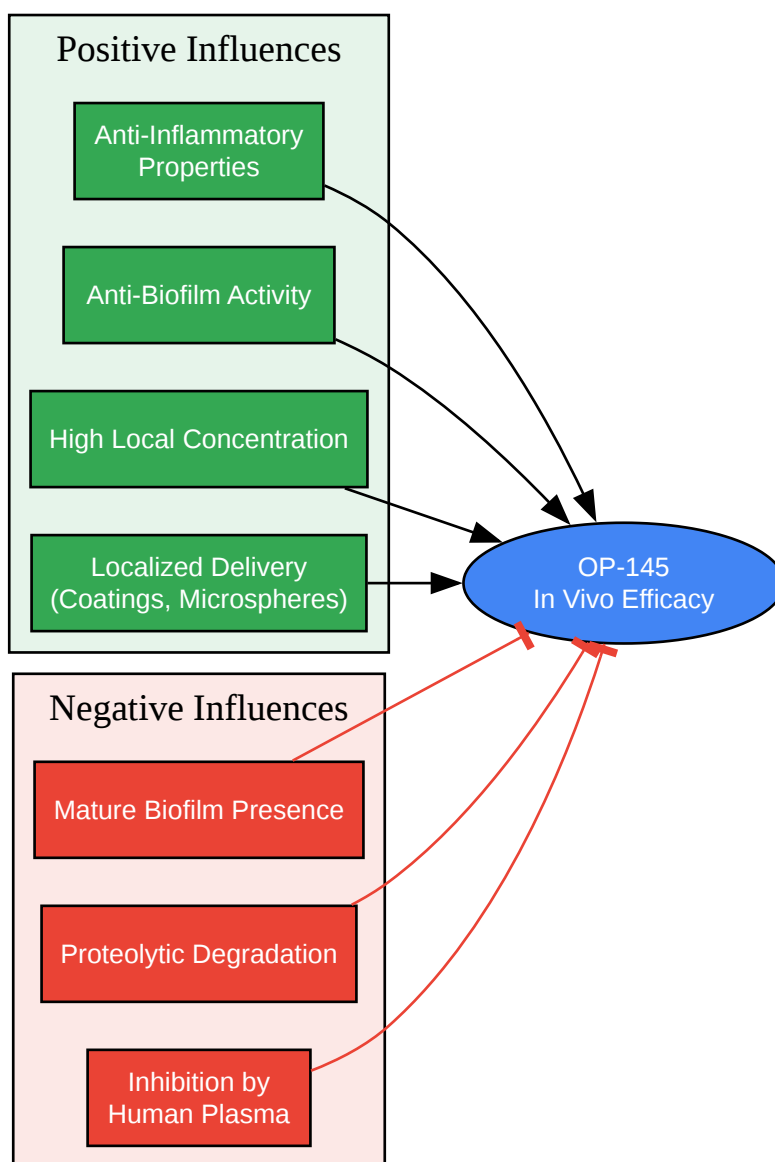 Positive Influences
Anti-Inflammatory
Properties
Anti-Biofilm Activity
High Local Concentration
Localized Delivery
(Coatings, Microspheres)
OP-145
In Vivo Efficacy
Negative Influences
Mature Biofilm Presence
Proteolytic Degradation
Inhibition by
Human Plasma